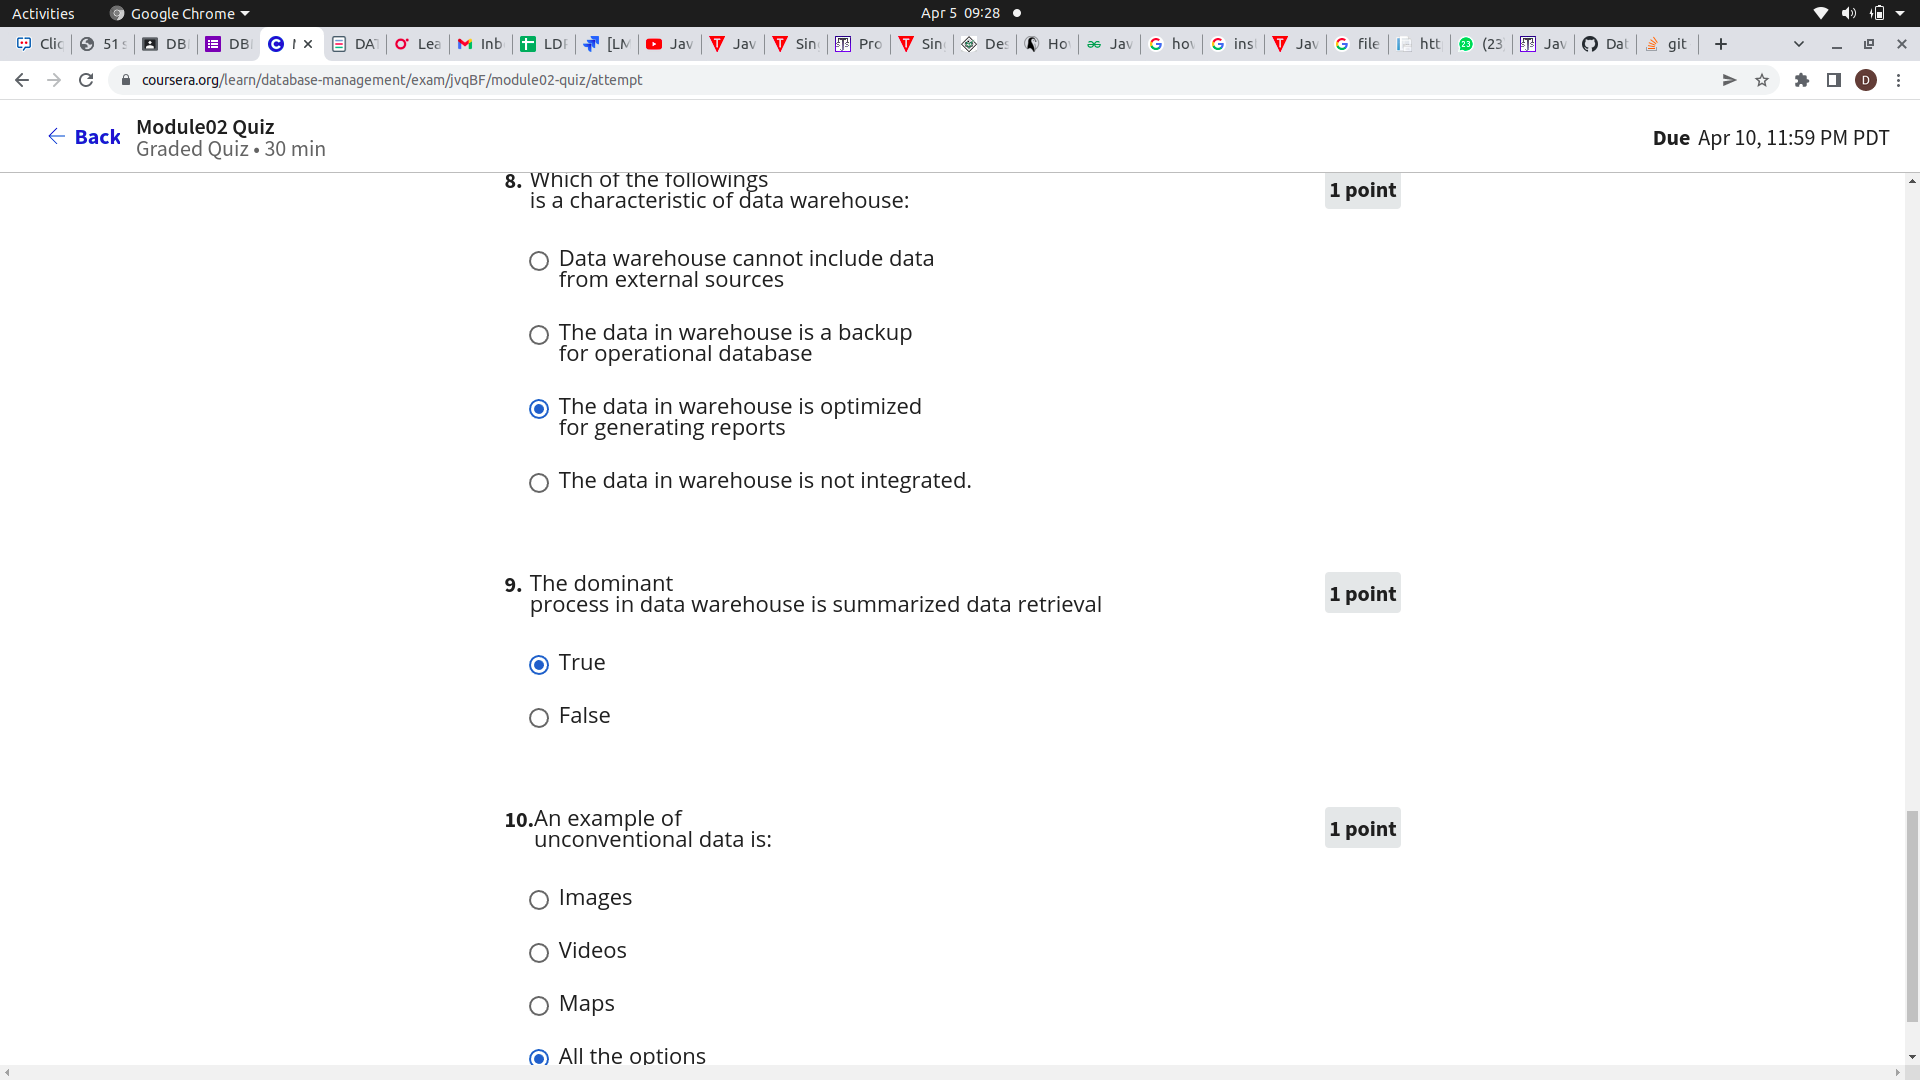 Activities
Google Chrome
Apr 5 09:28
Clic
51 s
DB
DB
DA
Lea
Inb
LDF
[LM
Jav
Jav
Sin
Pro
Sin
Des
Ho
Jav
ho
ins
Jav
file
htt
(23
Jav
Dat
git
coursera.org/learn/database-management/exam/jvqBF/module02-quiz/attempt
D
Back
Module02 Quiz
Graded Quiz • 30 min
Due Apr 10, 11:59 PM PDT
8. Which of the followings
is a characteristic of data warehouse:
1 point
Data warehouse cannot include data
from external sources
The data in warehouse is a backup
for operational database
The data in warehouse is optimized
for generating reports
The data in warehouse is not integrated.
9. The dominant
process in data warehouse is summarized data retrieval
1 point
True
False
10. An example of
unconventional data is:
1 point
Images
Videos
Maps
All the options